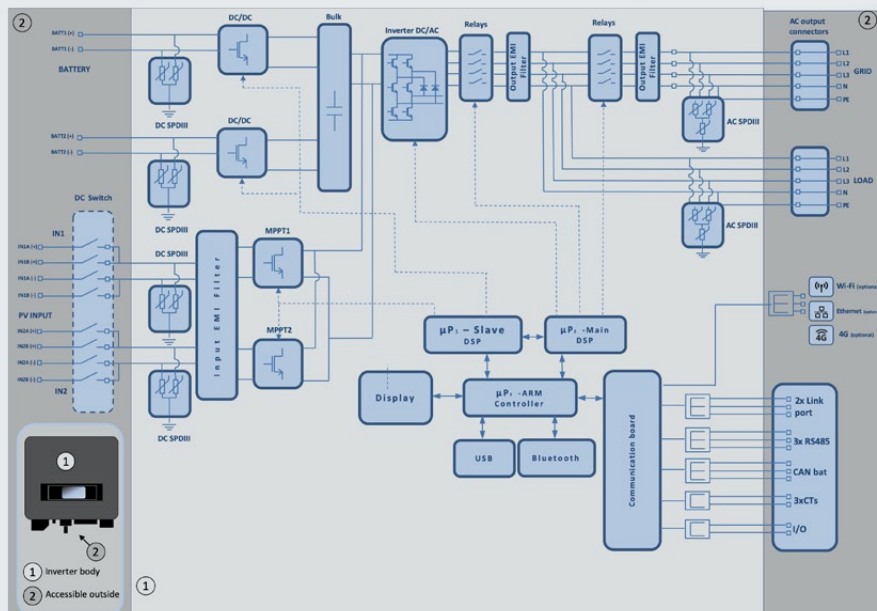 2
BATT1 (+)
BATT1 (-)
BATTERY
DC SPDIII
DC/DC
Bulk
Inverter DC/AC
Relays
Output EMI
Filter
Relays
Output EMI
Filter
AC output
connectors
2
L1
L2
GRID
L3
N
PE
AC SPDIII
BATT2 (+)
BATT2 (-)
DC/DC
DC SPDIII
L1
L2
L3
LOAD
N
PE
AC SPDIII
DC Switch
IN1
IN1A (+)
IN1B (+)
IN1A (-)
IN1B (-)
PV INPUT
IN2A (+)
IN2B (+)
IN2A (-)
IN2B (-)
IN2
DC SPDIII
DC SPDIII
Input EMI Filter
MPPT1
MPPT2
µP - Slave
DSP
µP -Main
DSP
Display
µP -ARM
Controller
USB
Bluetooth
Communication board
Wi-Fi (optional)
Ethernet
4G
4G (optional)
2x Link
port
3x RS485
CAN bat
3xCTs
I/O
1
2
1 Inverter body
2 Accessible outside
1